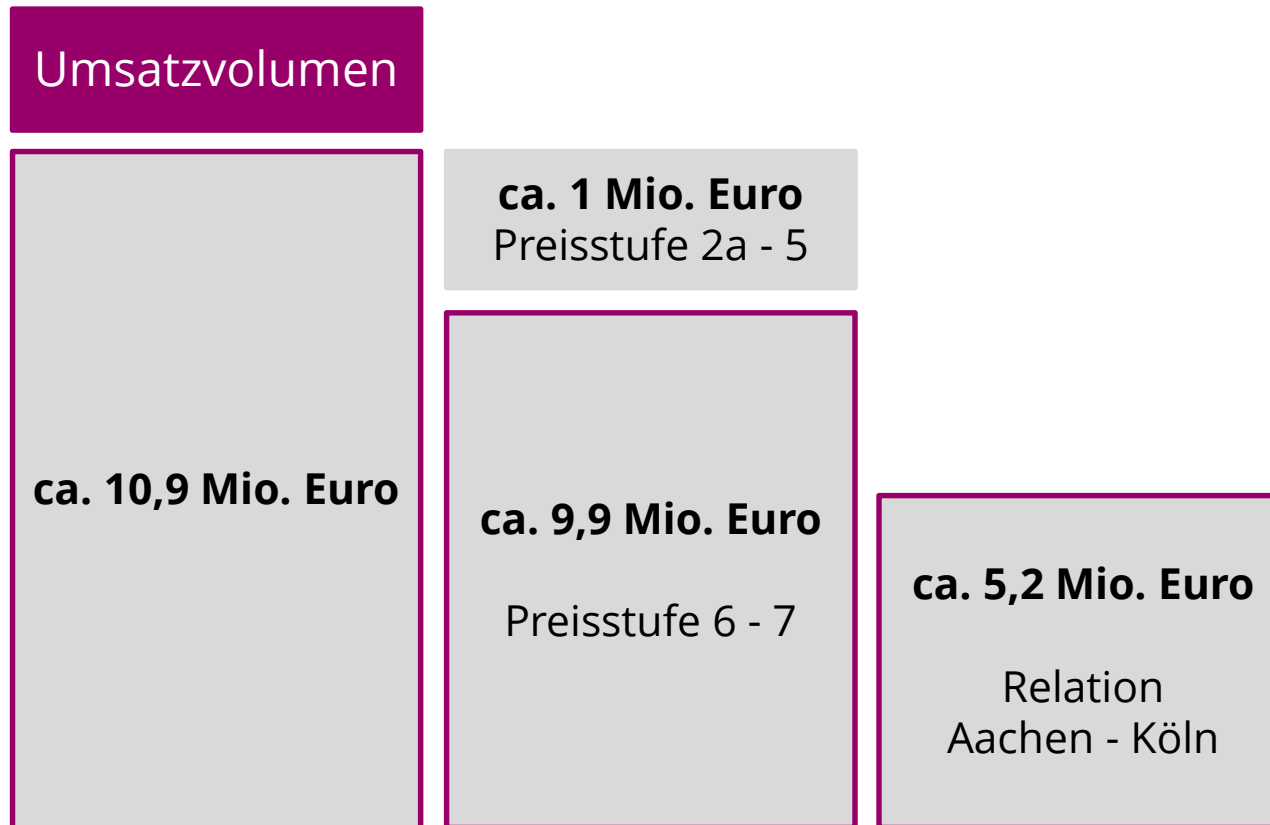 Umsatzvolumen
ca. 10,9 Mio. Euro
ca. 1 Mio. Euro
Preisstufe 2a - 5
ca. 9,9 Mio. Euro
Preisstufe 6 - 7
ca. 5,2 Mio. Euro
Relation
Aachen - Köln